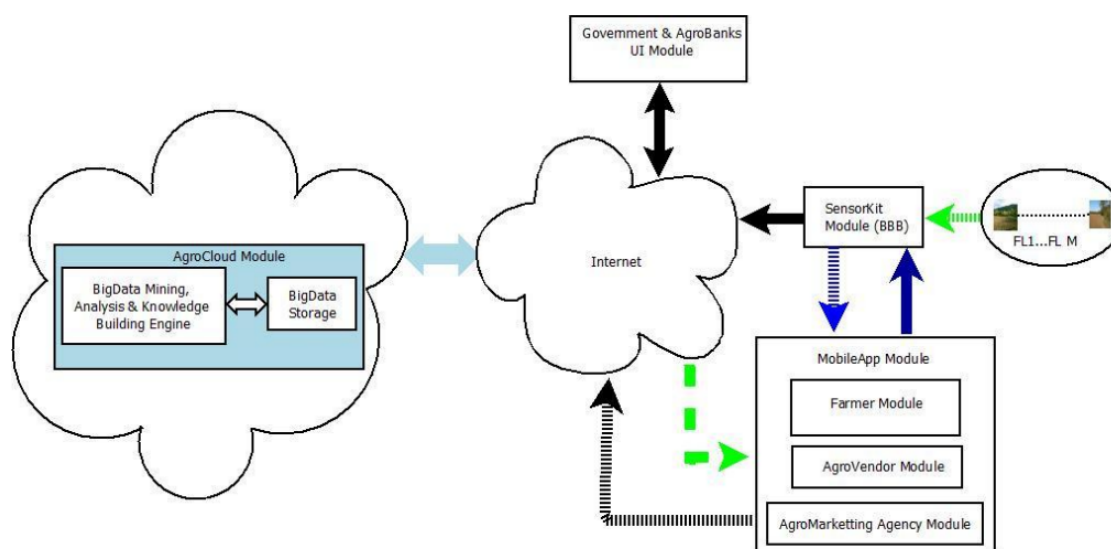 Government & AgroBanks
UI Module
AgroCloud Module
BigData Mining,
Analysis & Knowledge
Building Engine
BigData
Storage
Internet
SensorKit
Module (BBB)
FL1...FL M
MobileApp Module
Farmer Module
AgroVendor Module
AgroMarketting Agency Module